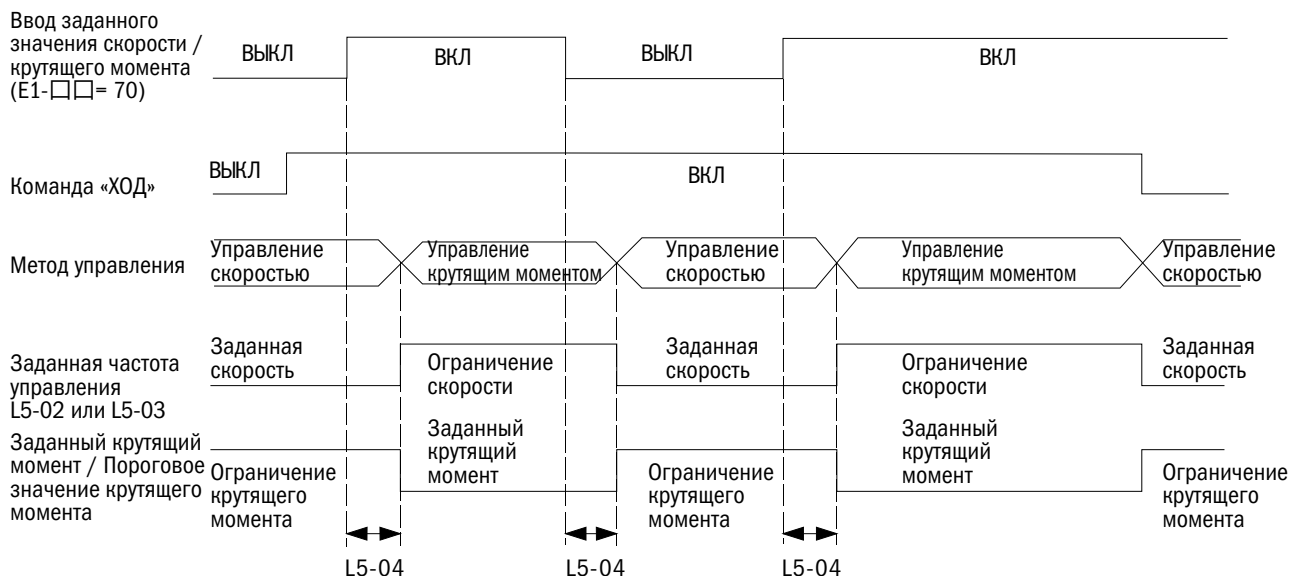 Ввод заданного
значения скорости /
крутящего момента
(E1-□□= 70)
ВЫКЛ
ВКЛ
ВЫКЛ
ВКЛ
Команда «ХОД»
ВЫКЛ
ВКЛ
Метод управления
Управление
скоростью
Управление
крутящим моментом
Управление
скоростью
Управление
крутящим моментом
Управление
скоростью
Заданная частота
управления
L5-02 или L5-03
Заданная
скорость
Ограничение
скорости
Заданная
скорость
Ограничение
скорости
Заданная
скорость
Заданный крутящий
момент / Пороговое
значение крутящего
момента
Ограничение
крутящего
момента
Заданный
крутящий
момент
Ограничение
крутящего
момента
Заданный
крутящий
момент
Ограничение
крутящего
момента
L5-04
L5-04
L5-04